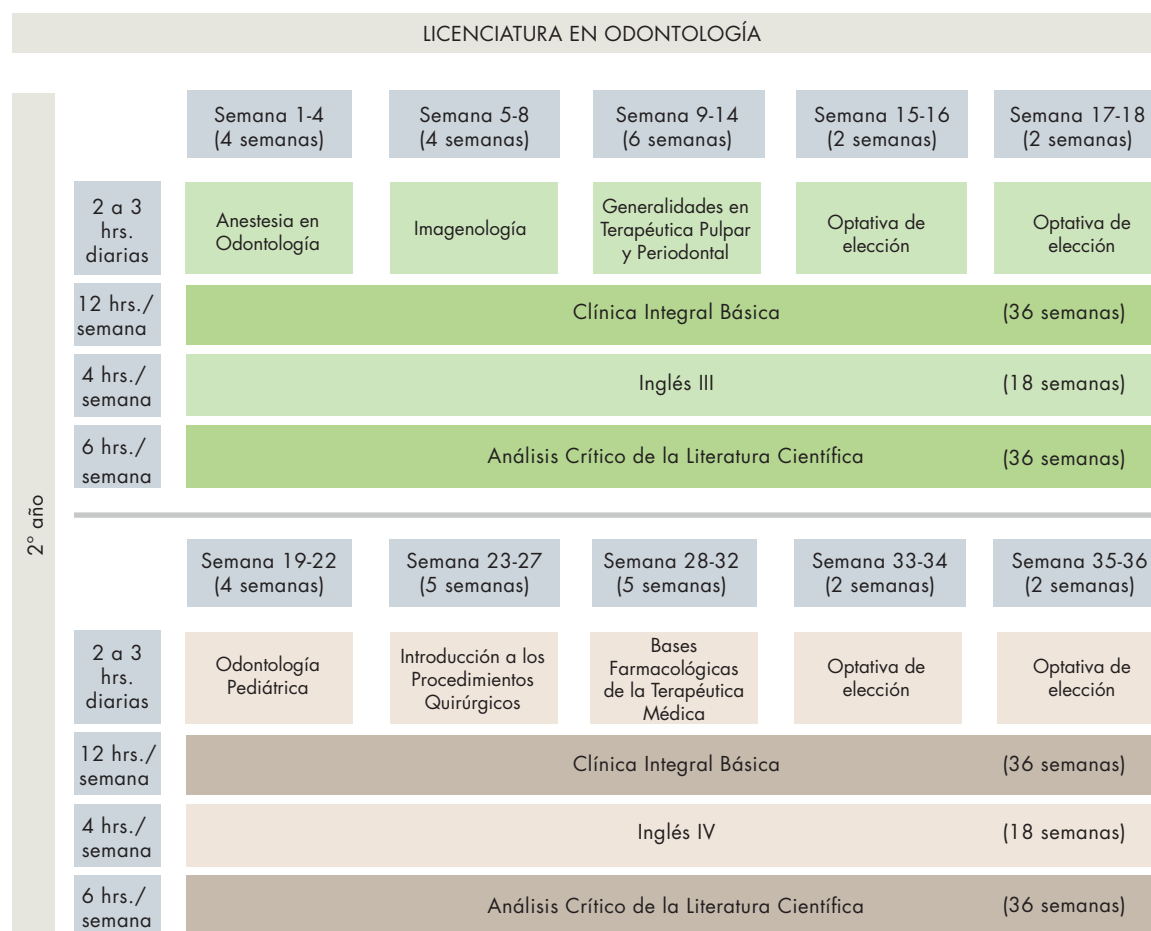 LICENCIATURA EN ODONTOLOGÍA
2° año
Semana 1-4
(4 semanas)
Semana 5-8
(4 semanas)
Semana 9-14
(6 semanas)
Semana 15-16
(2 semanas)
Semana 17-18
(2 semanas)
2 a 3
hrs.
diarias
Anestesia en
Odontología
Imagenología
Generalidades en
Terapéutica Pulpar
y Periodontal
Optativa de
elección
Optativa de
elección
12 hrs./
semana
Clínica Integral Básica (36 semanas)
4 hrs./
semana
Inglés III (18 semanas)
6 hrs./
semana
Análisis Crítico de la Literatura Científica (36 semanas)
Semana 19-22
(4 semanas)
Semana 23-27
(5 semanas)
Semana 28-32
(5 semanas)
Semana 33-34
(2 semanas)
Semana 35-36
(2 semanas)
2 a 3
hrs.
diarias
Odontología
Pediátrica
Introducción a los
Procedimientos
Quirúrgicos
Bases
Farmacológicas
de la Terapéutica
Médica
Optativa de
elección
Optativa de
elección
12 hrs./
semana
Clínica Integral Básica (36 semanas)
4 hrs./
semana
Inglés IV (18 semanas)
6 hrs./
semana
Análisis Crítico de la Literatura Científica (36 semanas)